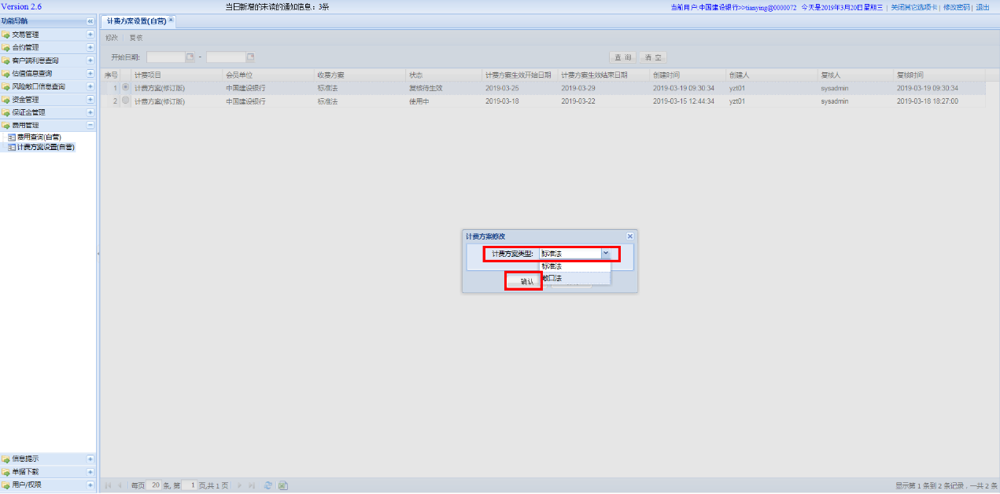 Version 2.6
当日新增的未读的通知信息：3条
当前用户:中国建设银行>>tianying@0000072 今天是2019年3月20日星期三 | 关闭其它选项卡 | 修改密码 | 退出
功能导航
计费方案设置(自营)
交易管理
合约管理
客户端利息查询
估值信息查询
风险敞口信息查询
资金管理
保证金管理
费用管理
费用查询(自营)
计费方案设置(自营)
信息提示
单据下载
用户/权限
修改 | 复核
开始日期: - 查 询 清 空
序号 计费项目 会员单位 收费方案 状态 计费方案生效开始日期 计费方案生效结束日期 创建时间 创建人 复核人 复核时间
1 计费方案(修订版) 中国建设银行 标准法 复核待生效 2019-03-25 2019-03-29 2019-03-19 09:30:34 yzt01 sysadmin 2019-03-19 09:30:34
2 计费方案(修订版) 中国建设银行 标准法 使用中 2019-03-18 2019-03-22 2019-03-15 12:44:34 yzt01 sysadmin 2019-03-18 18:27:00
计费方案修改
计费方案类型: 标准法
标准法
敞口法
确认
每页 20 条, 第 1 页,共 1 页
显示第 1 条到 2 条记录，一共 2 条